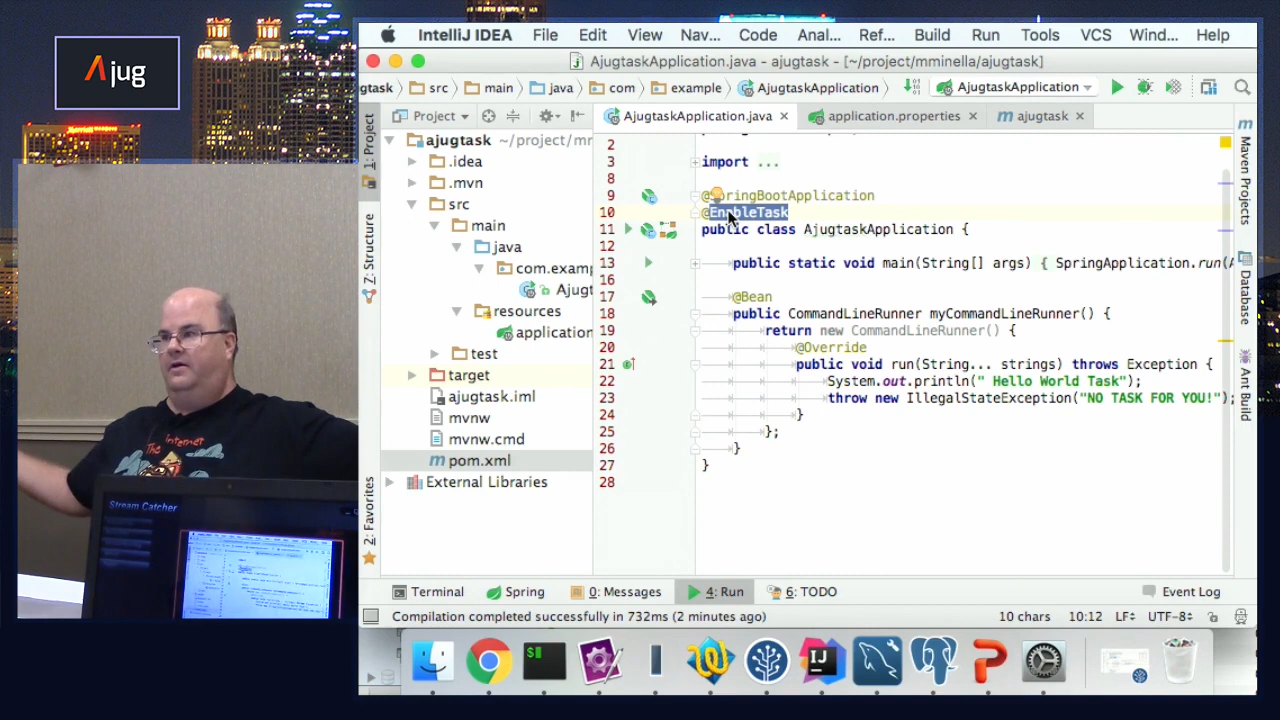 Λjug
The Internet
Stream Catcher
IntelliJ IDEA File Edit View Nav... Code Anal... Ref... Build Run Tools VCS Wind... Help
AjugtaskApplication.java - ajugtask - [~/project/mminella/ajugtask]
gtask src main java com example AjugtaskApplication AjugtaskApplication
Project
AjugtaskApplication.java application.properties ajugtask
1: Project
2: Structure
2: Favorites
ajugtask ~/project/mr
.idea
.mvn
src
main
java
com.examp
Ajugt
resources
application
test
target
ajugtask.iml
mvnw
mvnw.cmd
pom.xml
External Libraries
2
3 import ...
8
9 @SpringBootApplication
10 @EnableTask
11 public class AjugtaskApplication {
12
13 public static void main(String[] args) { SpringApplication.run(A
16
17 @Bean
18 public CommandLineRunner myCommandLineRunner() {
19 return new CommandLineRunner() {
20 @Override
21 public void run(String... strings) throws Exception {
22 System.out.println(" Hello World Task");
23 throw new IllegalStateException("NO TASK FOR YOU!");
24 }
25 };
26 }
27 }
28
Maven Projects
Database
Ant Build
Terminal Spring 0: Messages 4: Run 6: TODO Event Log
Compilation completed successfully in 732ms (2 minutes ago) 10 chars 10:12 LF÷ UTF-8÷
$
IJ